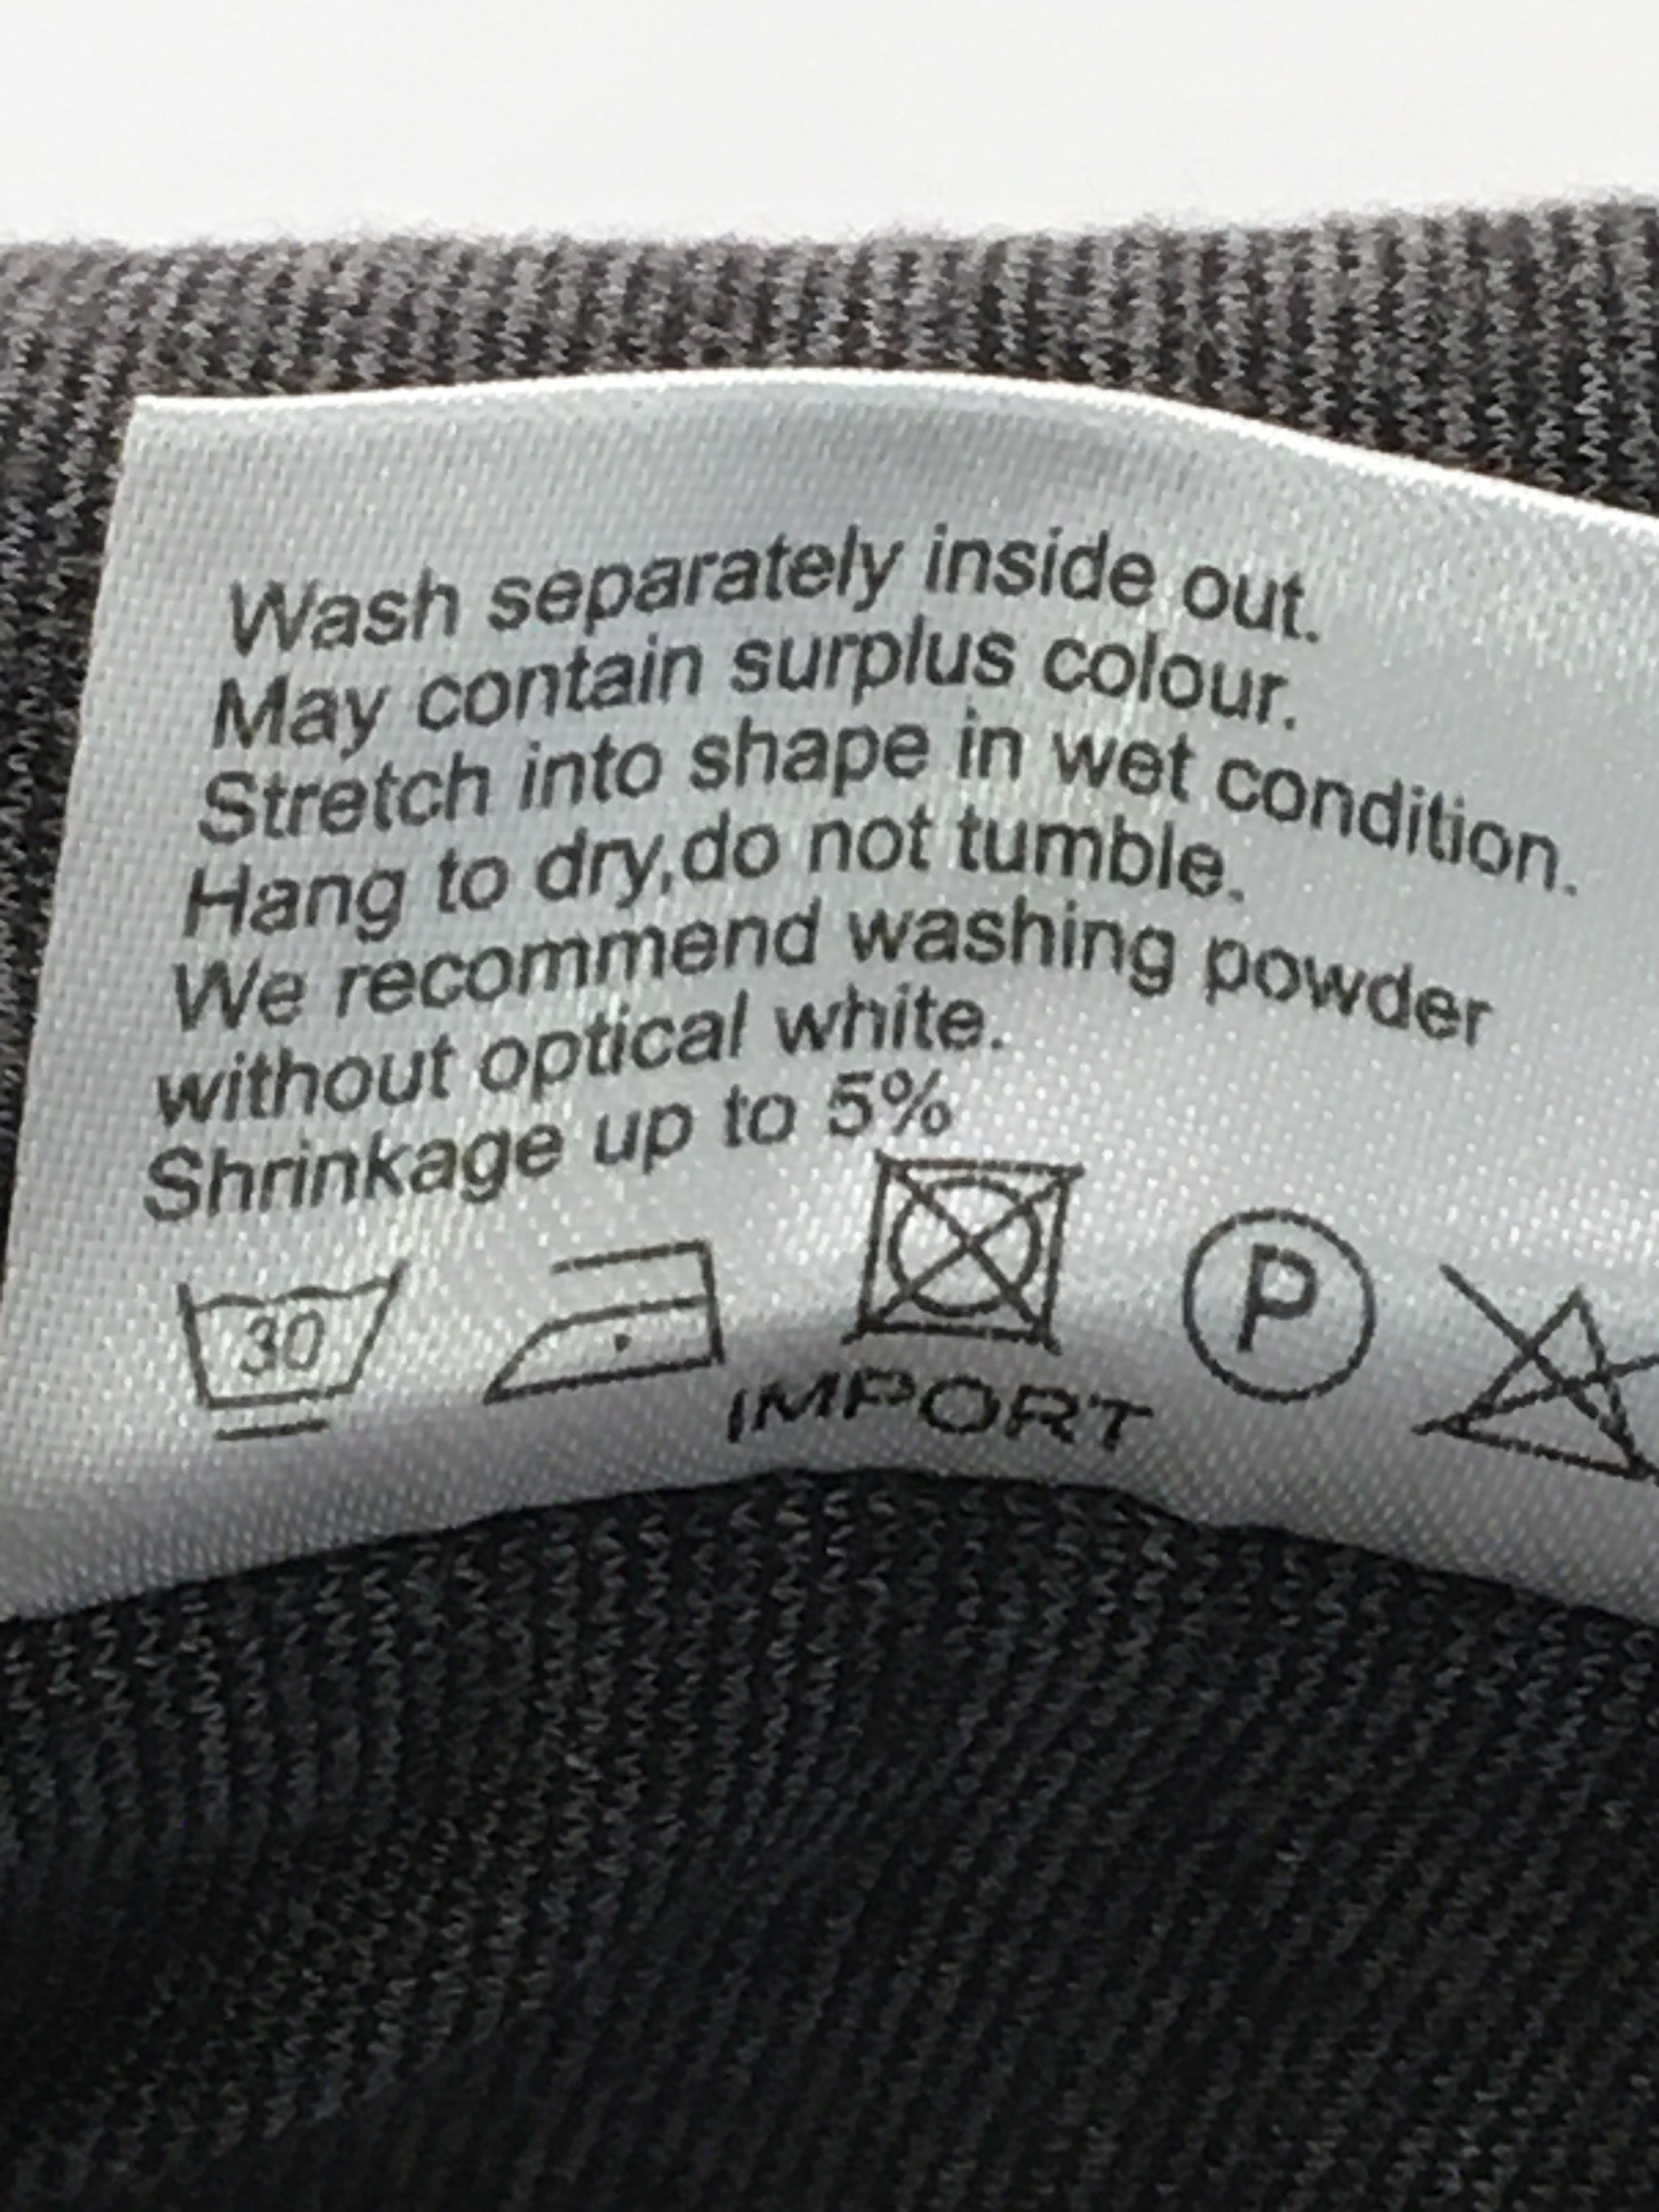 Wash separately inside out.
May contain surplus colour.
Stretch into shape in wet condition.
Hang to dry,do not tumble.
We recommend washing powder
without optical white.
Shrinkage up to 5%
30
P
IMPORT